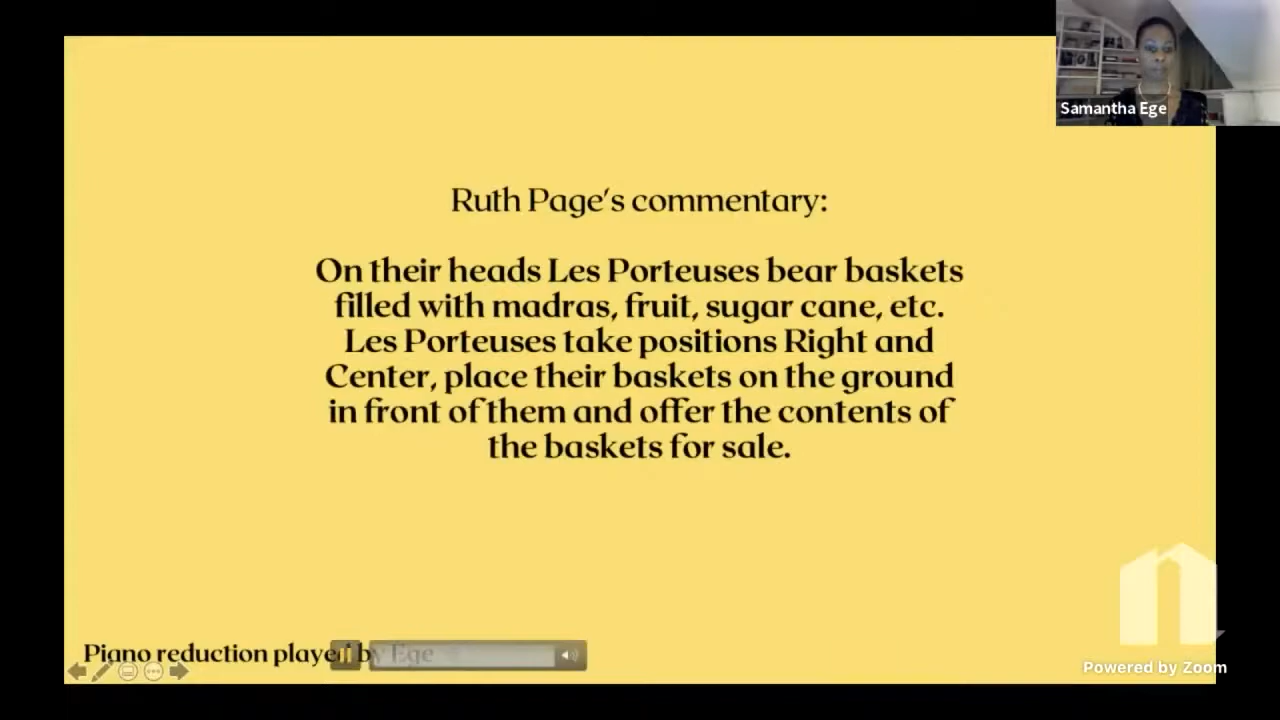 Samantha Ege
Ruth Page's commentary:
On their heads Les Porteuses bear baskets
filled with madras, fruit, sugar cane, etc.
Les Porteuses take positions Right and
Center, place their baskets on the ground
in front of them and offer the contents of
the baskets for sale.
Piano reduction played by Ege
Powered by Zoom